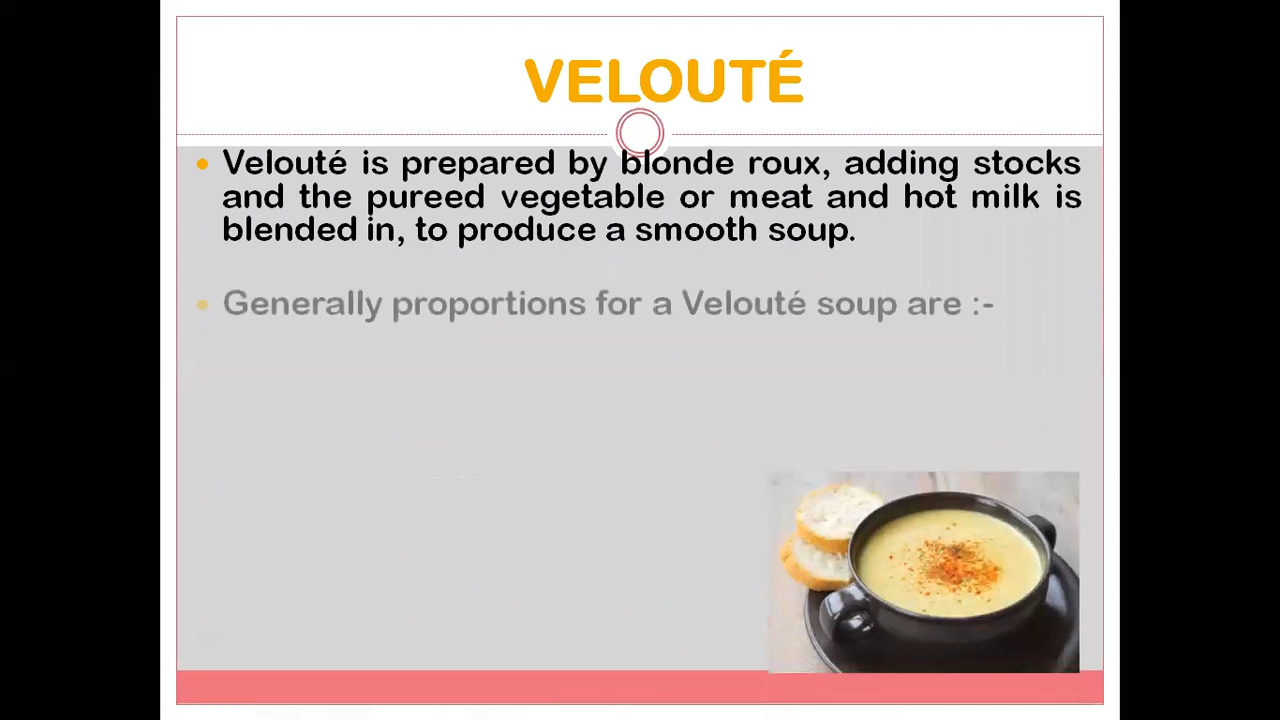 VELOUTÉ
Velouté is prepared by blonde roux, adding stocks
and the pureed vegetable or meat and hot milk is
blended in, to produce a smooth soup.
Generally proportions for a Velouté soup are :-